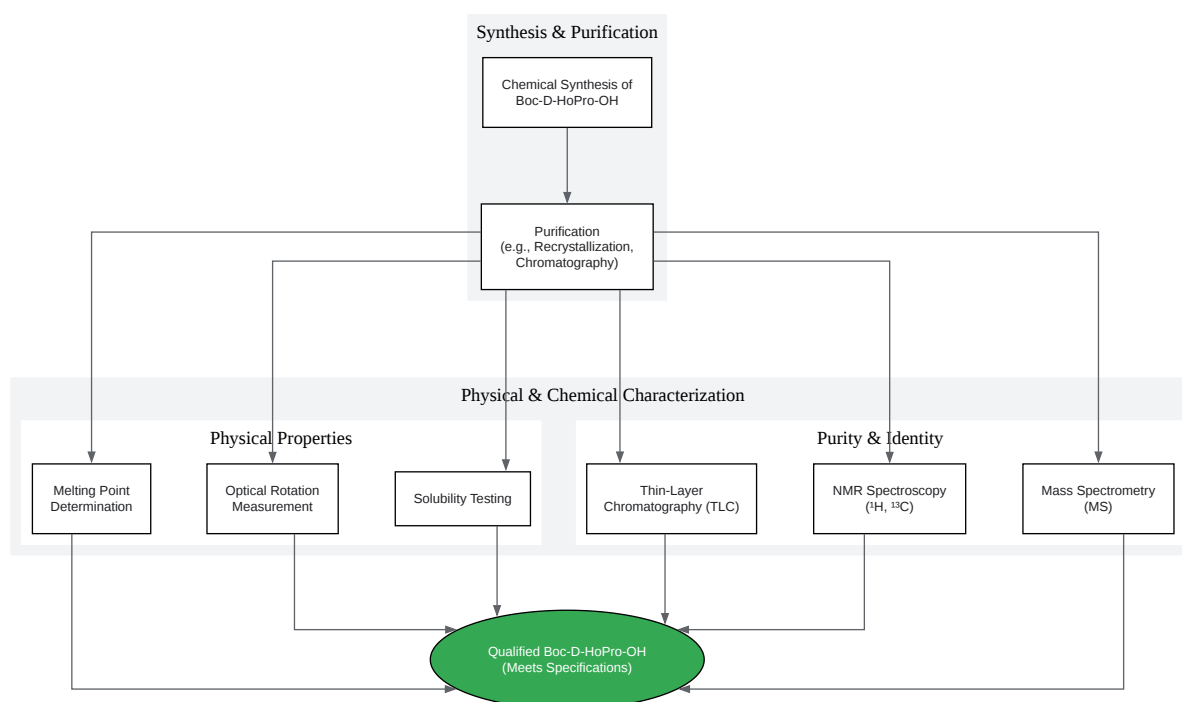 Synthesis & Purification
Chemical Synthesis of
Boc-D-HoPro-OH
Purification
(e.g., Recrystallization,
Chromatography)
Physical & Chemical Characterization
Physical Properties
Purity & Identity
Melting Point
Determination
Optical Rotation
Measurement
Solubility Testing
Thin-Layer
Chromatography (TLC)
NMR Spectroscopy
(¹H, ¹³C)
Mass Spectrometry
(MS)
Qualified Boc-D-HoPro-OH
(Meets Specifications)